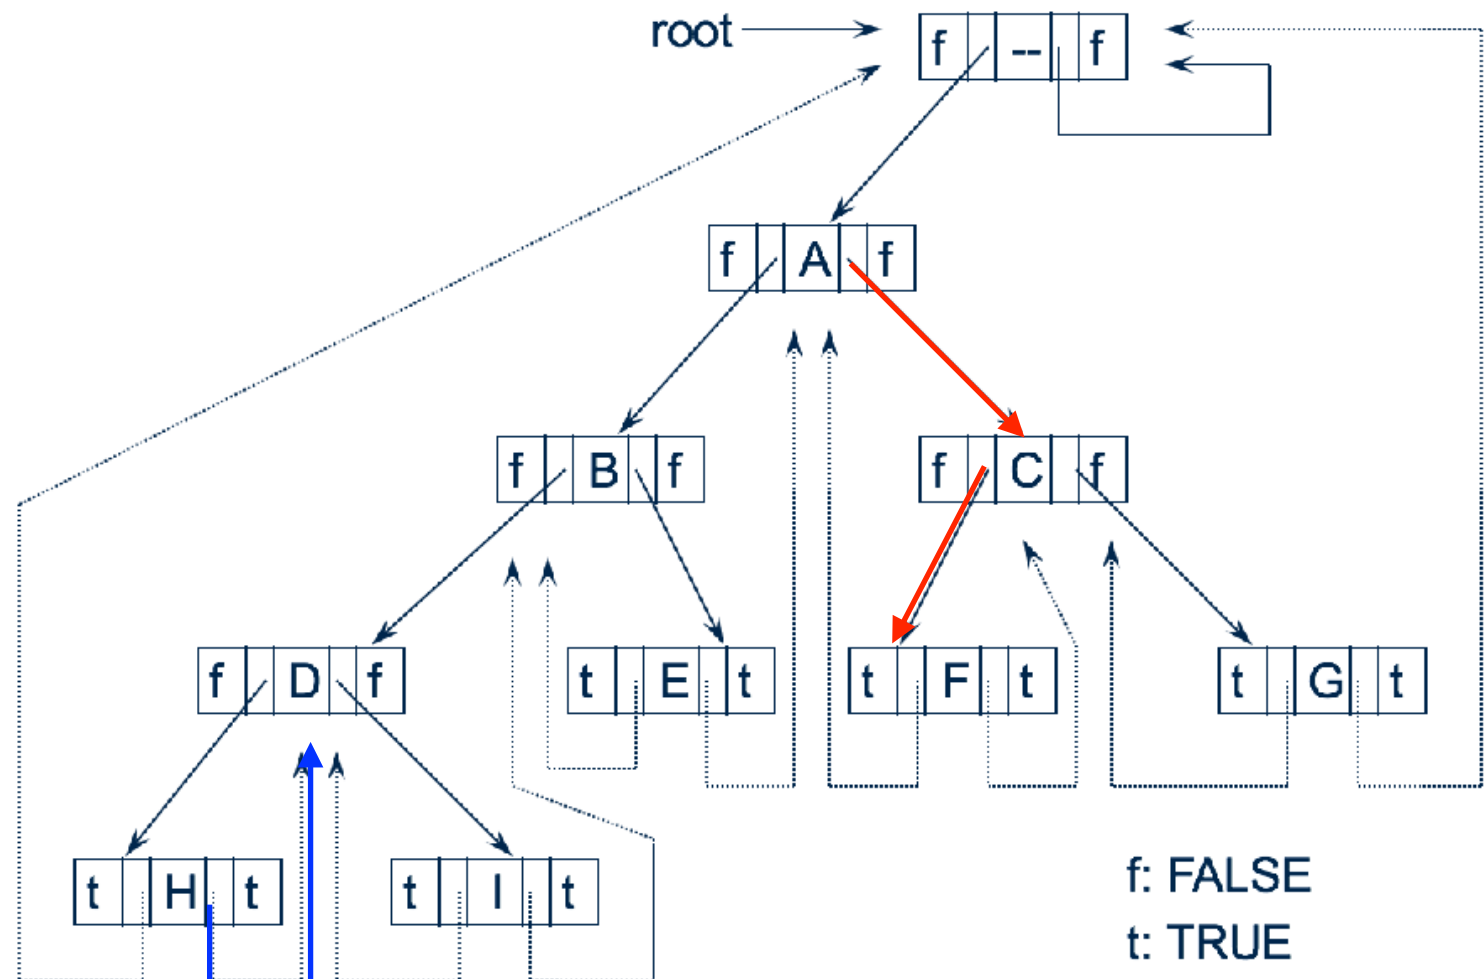 root f -- f
f A f
f B f f C f
f D f t E t t F t t G t
t H t t I t
f: FALSE
t: TRUE